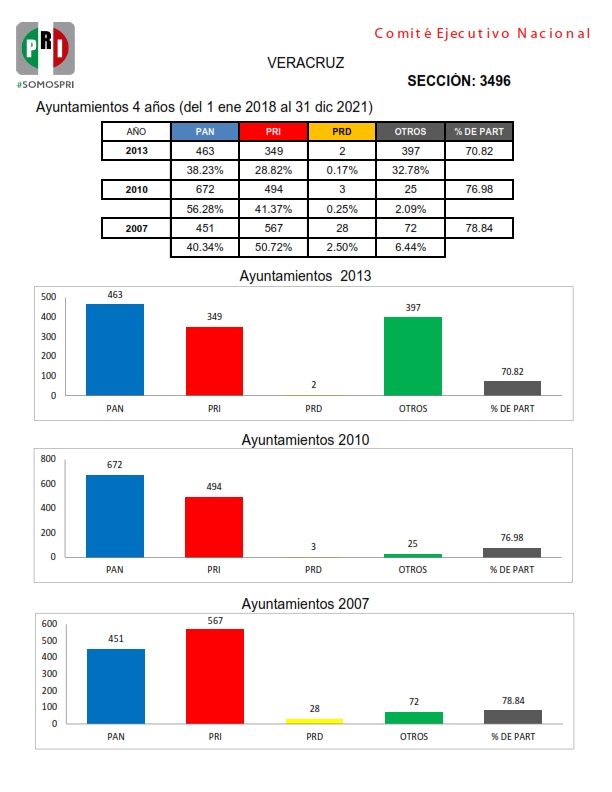 Comité Ejecutivo Nacional
PRI
#SOMOSPRI
VERACRUZ
SECCIÓN: 3496
Ayuntamientos 4 años (del 1 ene 2018 al 31 dic 2021)
AÑO PAN PRI PRD OTROS % DE PART
2013 463 349 2 397 70.82
38.23% 28.82% 0.17% 32.78%
2010 672 494 3 25 76.98
56.28% 41.37% 0.25% 2.09%
2007 451 567 28 72 78.84
40.34% 50.72% 2.50% 6.44%
Ayuntamientos 2013
500
400
300
200
100
0
463
349
2
397
70.82
PAN PRI PRD OTROS % DE PART
Ayuntamientos 2010
800
600
400
200
0
672
494
3
25
76.98
PAN PRI PRD OTROS % DE PART
Ayuntamientos 2007
600
500
400
300
200
100
0
451
567
28
72
78.84
PAN PRI PRD OTROS % DE PART